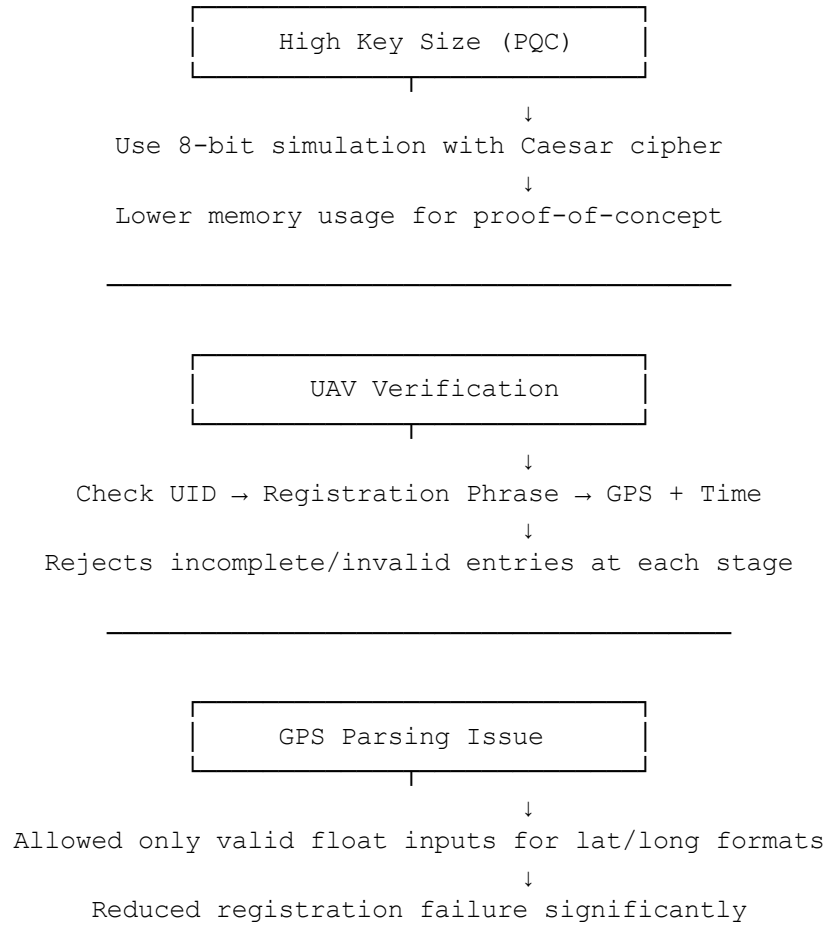 High Key Size (PQC)
↓
Use 8-bit simulation with Caesar cipher
↓
Lower memory usage for proof-of-concept
UAV Verification
↓
Check UID → Registration Phrase → GPS + Time
↓
Rejects incomplete/invalid entries at each stage
GPS Parsing Issue
↓
Allowed only valid float inputs for lat/long formats
↓
Reduced registration failure significantly